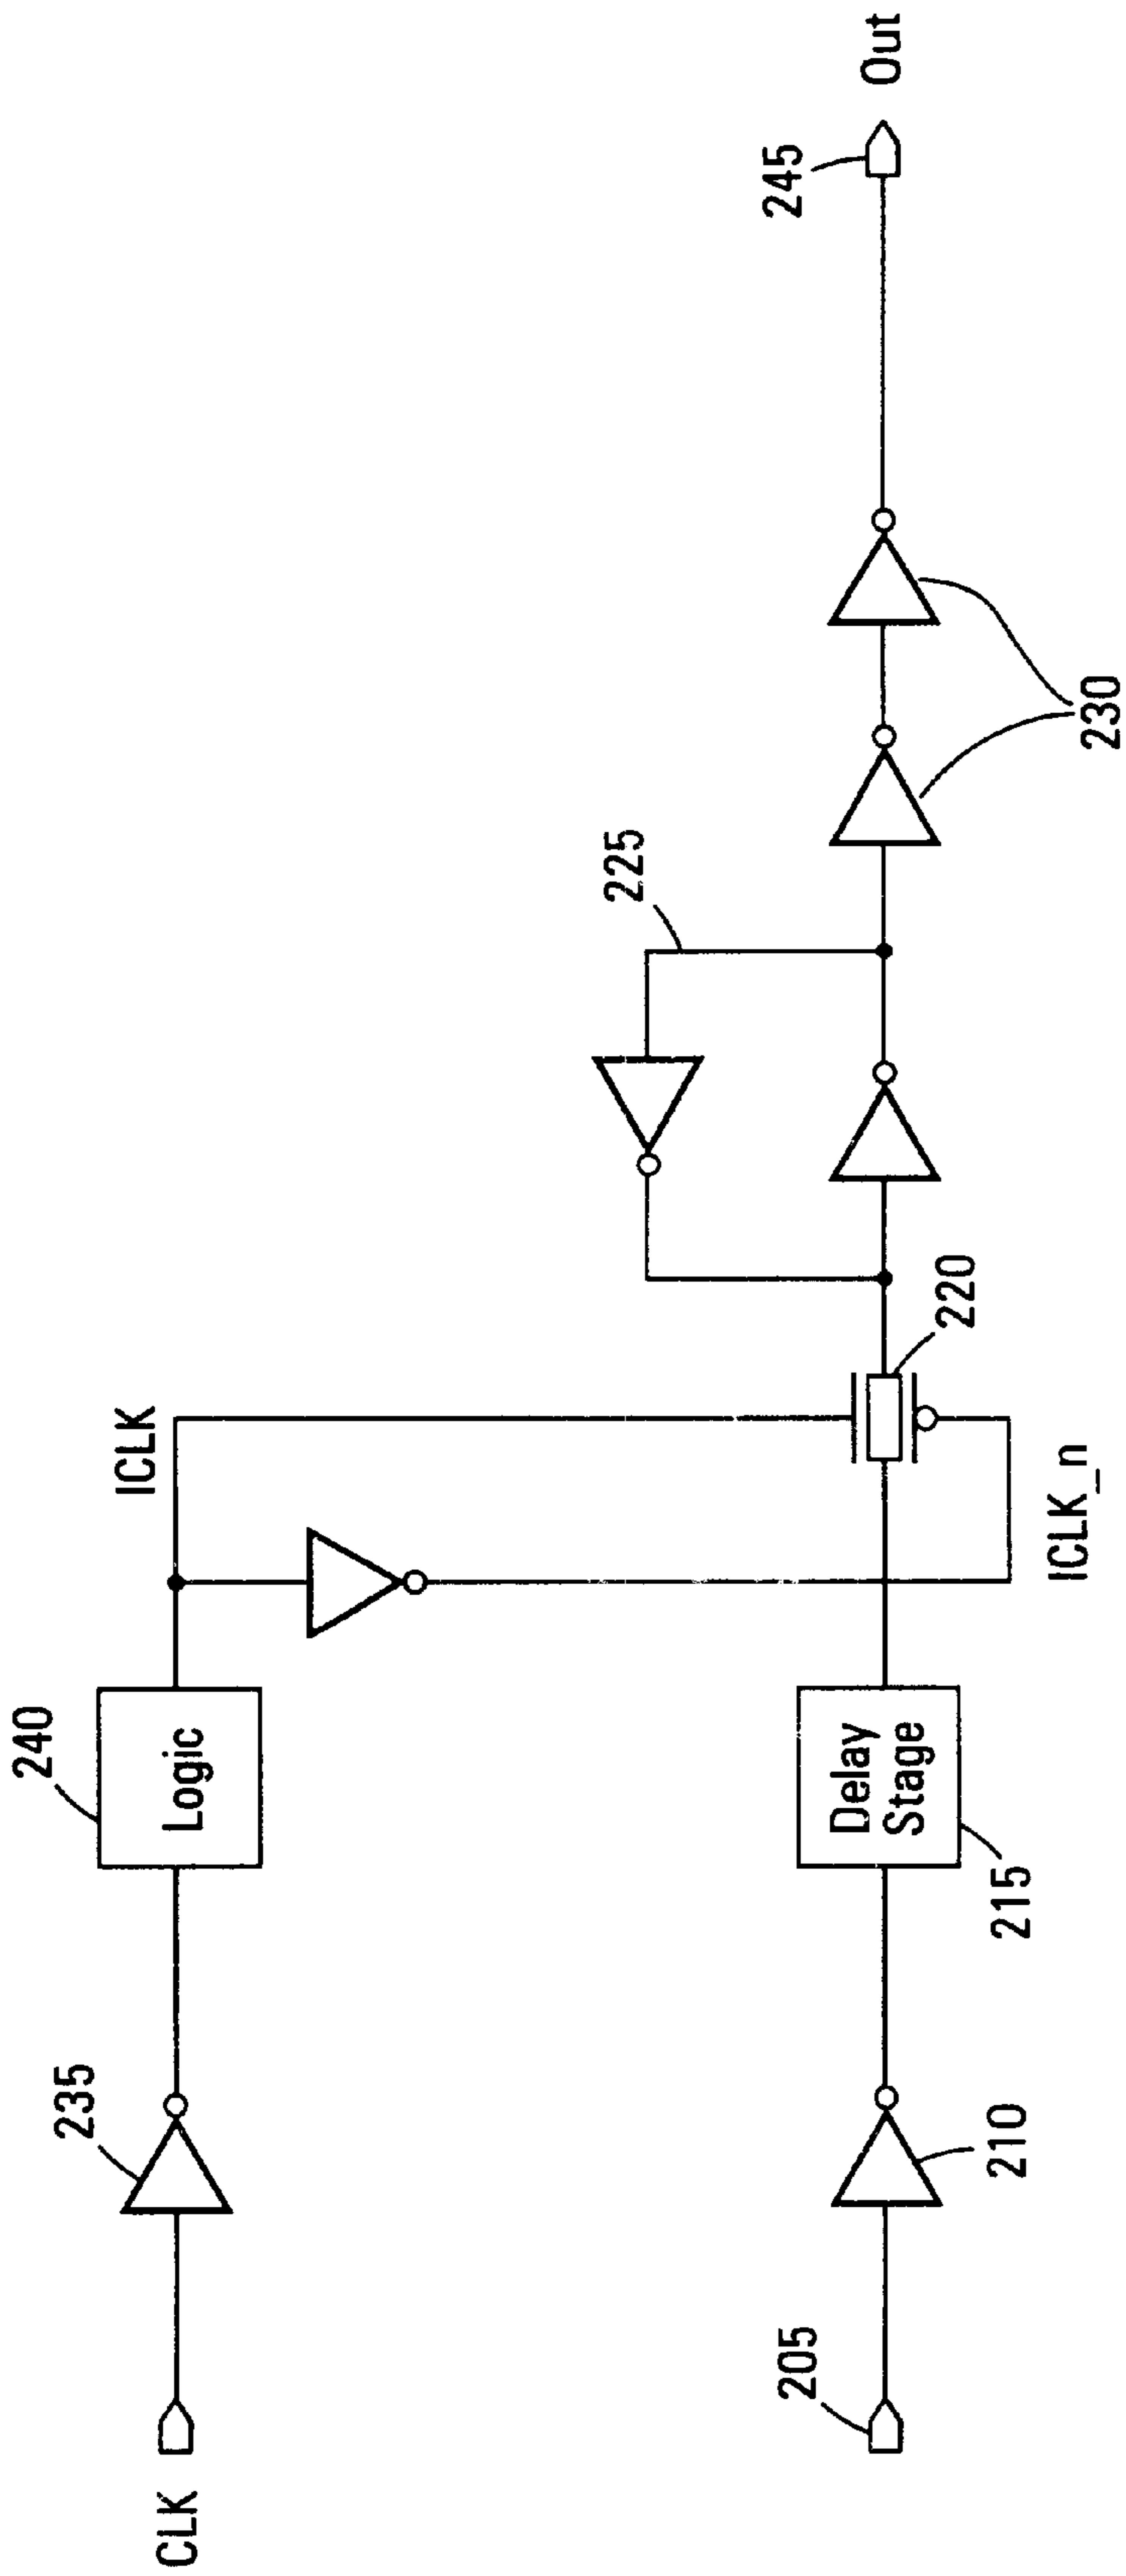 CLK
235
240
Logic
ICLK
225
245
Out
205
210
Delay
Stage
215
ICLK_n
220
230